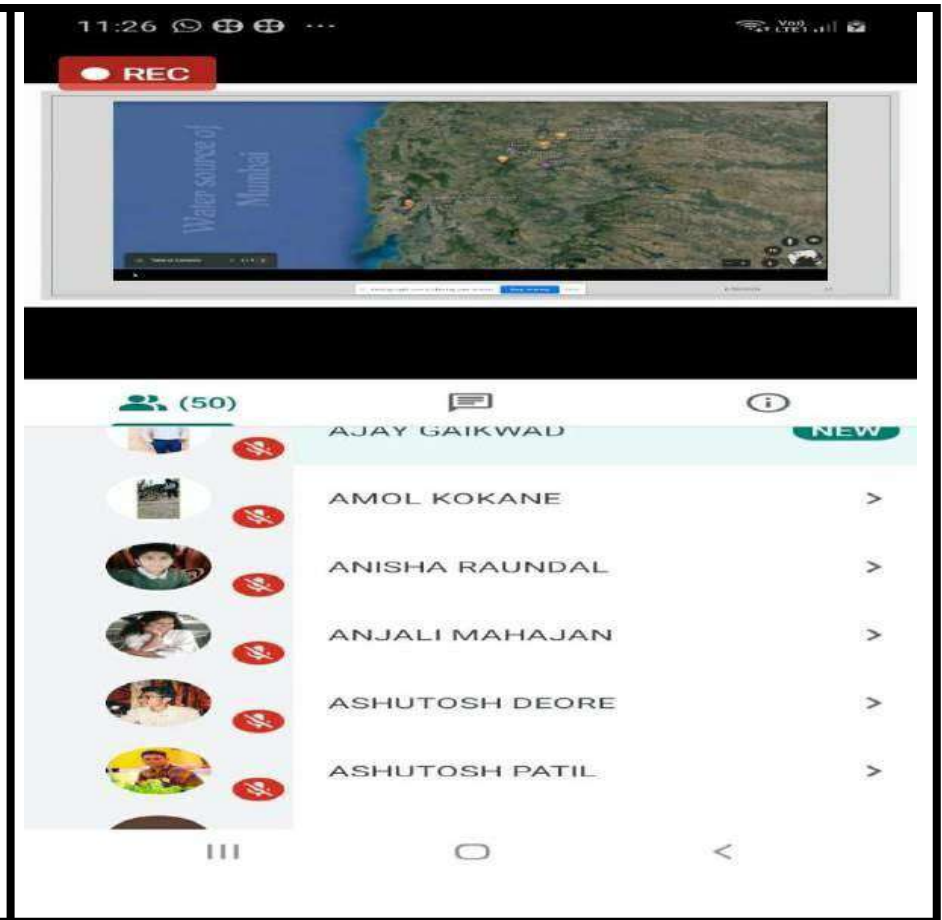 11:26
REC
Water source of
Mumbai
(50)
AJAY GAIKWAD
NEW
AMOL KOKANE
ANISHA RAUNDAL
ANJALI MAHAJAN
ASHUTOSH DEORE
ASHUTOSH PATIL